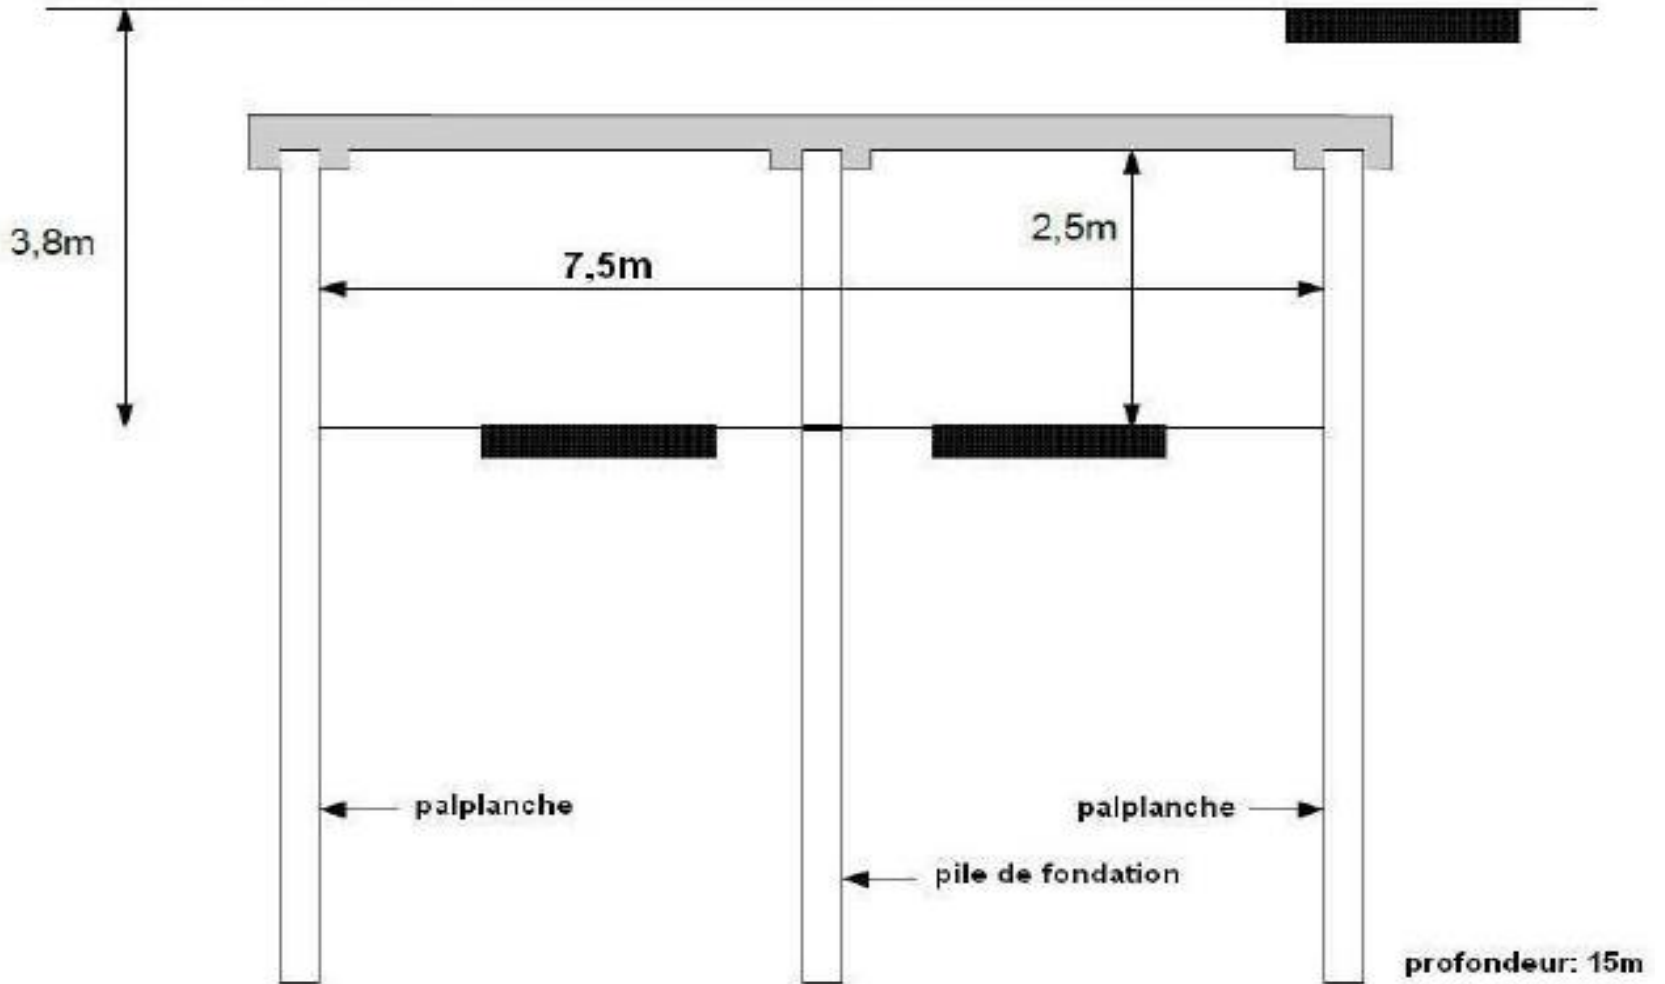 3,8m
2,5m
7,5m
palplanche
palplanche
pile de fondation
profondeur: 15m